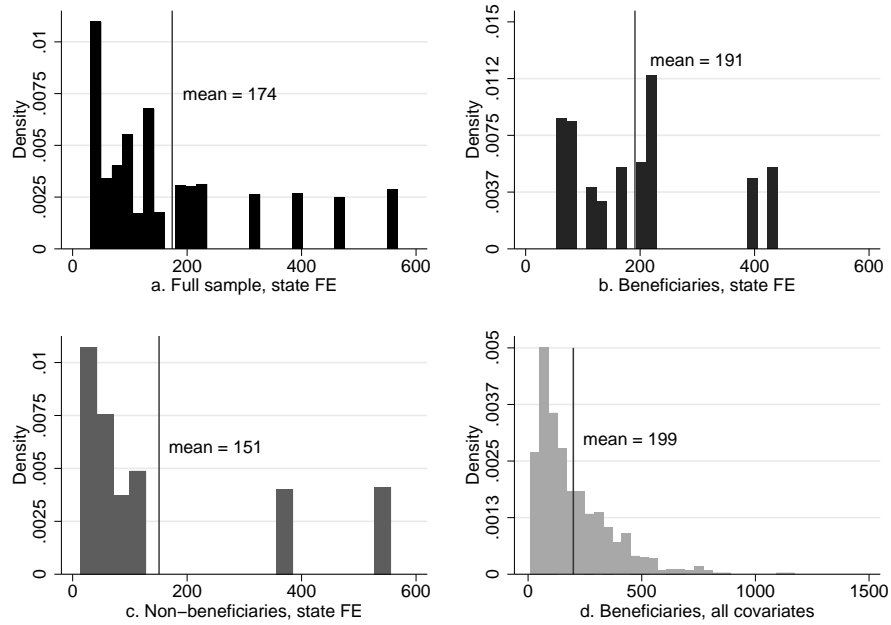 Density
0 .0025 .005 .0075 .01
mean = 174
0 200 400 600
a. Full sample, state FE
Density
0 .0037 .0075 .0112 .015
mean = 191
0 200 400 600
b. Beneficiaries, state FE
Density
0 .0025 .005 .0075 .01
mean = 151
0 200 400 600
c. Non−beneficiaries, state FE
Density
0 .0013 .0025 .0037 .005
mean = 199
0 500 1000 1500
d. Beneficiaries, all covariates